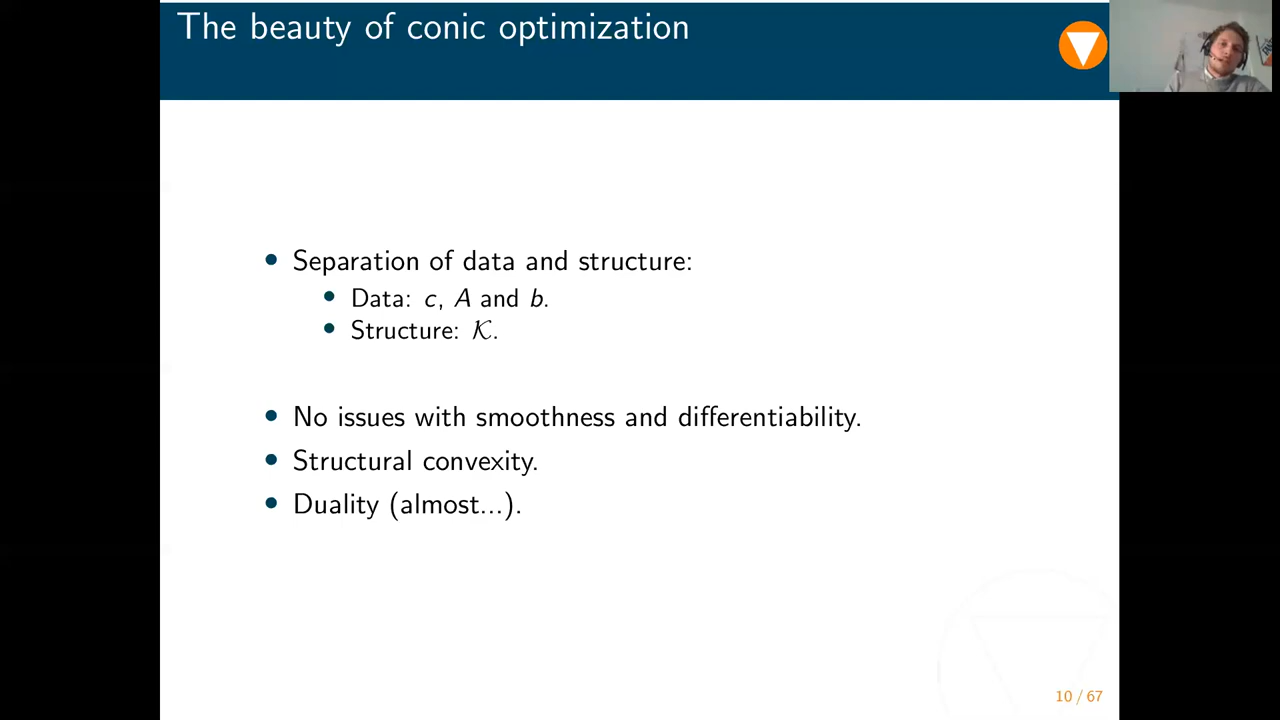 The beauty of conic optimization
• Separation of data and structure:
• Data: c, A and b.
• Structure: 𝒦.
• No issues with smoothness and differentiability.
• Structural convexity.
• Duality (almost...).
10 / 67